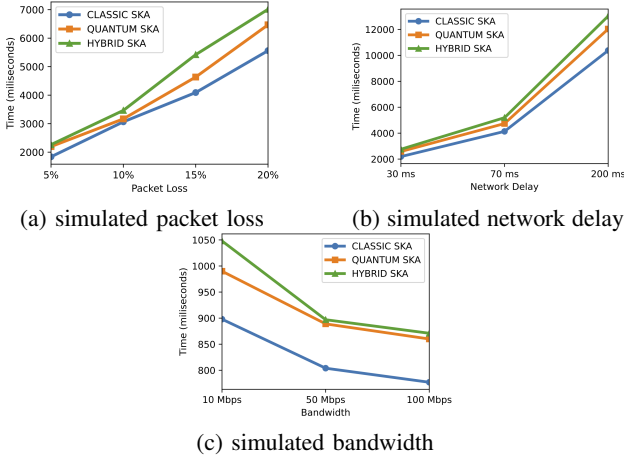 7000
6000
5000
4000
3000
2000
Time (miliseconds)
CLASSIC SKA
QUANTUM SKA
HYBRID SKA
5%
10%
15%
20%
Packet Loss
(a) simulated packet loss
12000
10000
8000
6000
4000
2000
Time (miliseconds)
CLASSIC SKA
QUANTUM SKA
HYBRID SKA
30 ms
70 ms
200 ms
Network Delay
(b) simulated network delay
1050
1000
950
900
850
800
Time (miliseconds)
CLASSIC SKA
QUANTUM SKA
HYBRID SKA
10 Mbps
50 Mbps
100 Mbps
Bandwidth
(c) simulated bandwidth